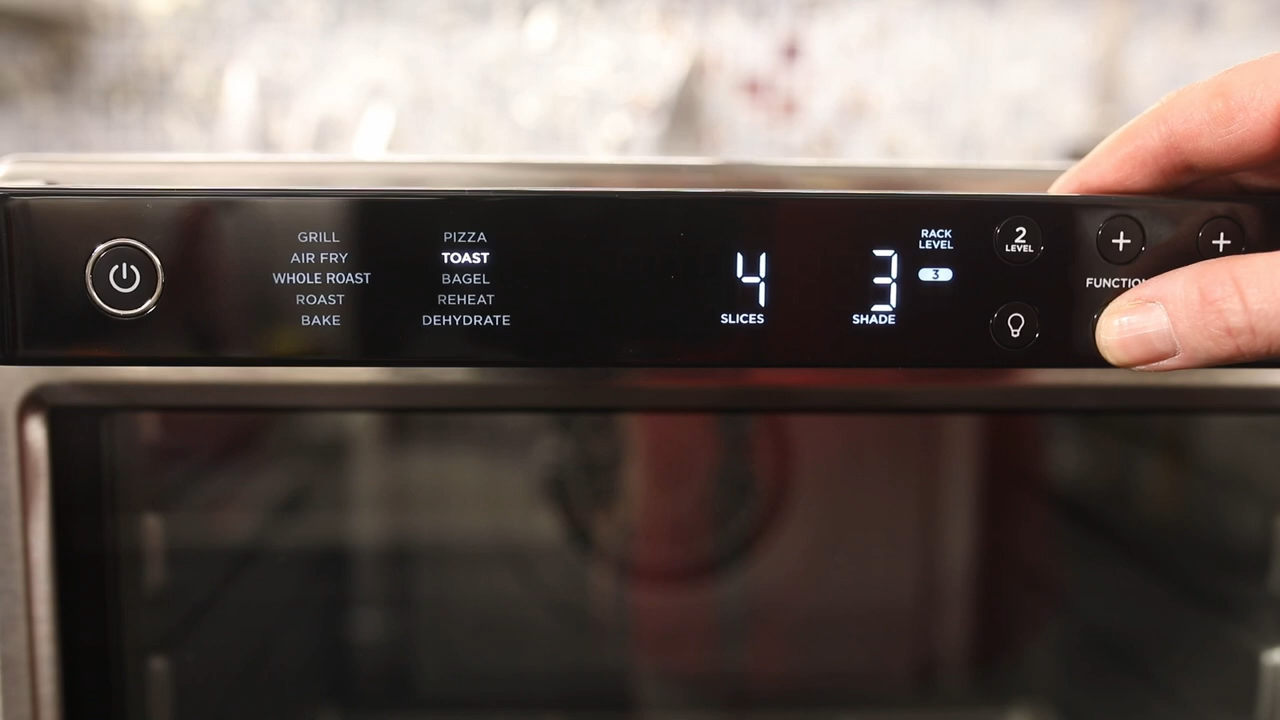 GRILL
AIR FRY
WHOLE ROAST
ROAST
BAKE
PIZZA
TOAST
BAGEL
REHEAT
DEHYDRATE
4
SLICES
3
SHADE
RACK
LEVEL
3
2
LEVEL
+
+